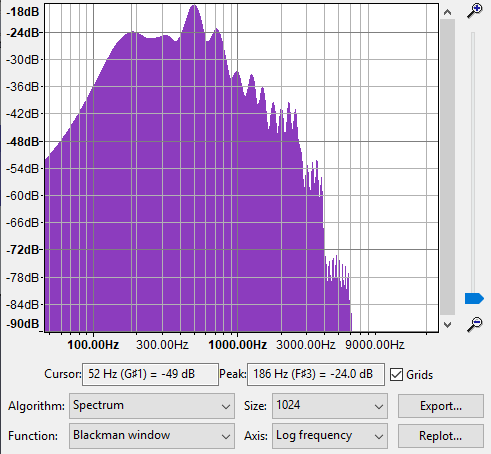 -18dB
-24dB
-30dB
-36dB
-42dB
-48dB
-54dB
-60dB
-66dB
-72dB
-78dB
-84dB
-90dB
100.00Hz 300.00Hz 1000.00Hz 3000.00Hz 9000.00Hz
Cursor: 52 Hz (G♯1) = -49 dB Peak: 186 Hz (F♯3) = -24.0 dB Grids
Algorithm: Spectrum Size: 1024 Export...
Function: Blackman window Axis: Log frequency Replot...